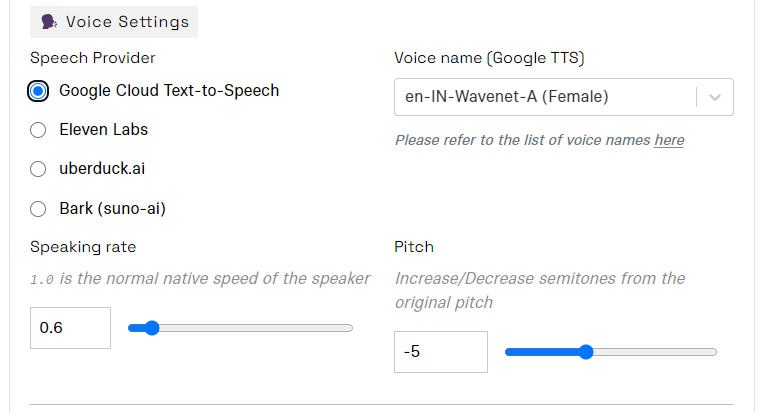 Voice Settings
Speech Provider
Google Cloud Text-to-Speech
Eleven Labs
uberduck.ai
Bark (suno-ai)
Voice name (Google TTS)
en-IN-Wavenet-A (Female)
Please refer to the list of voice names here
Speaking rate
1.0 is the normal native speed of the speaker
0.6
Pitch
Increase/Decrease semitones from the
original pitch
-5